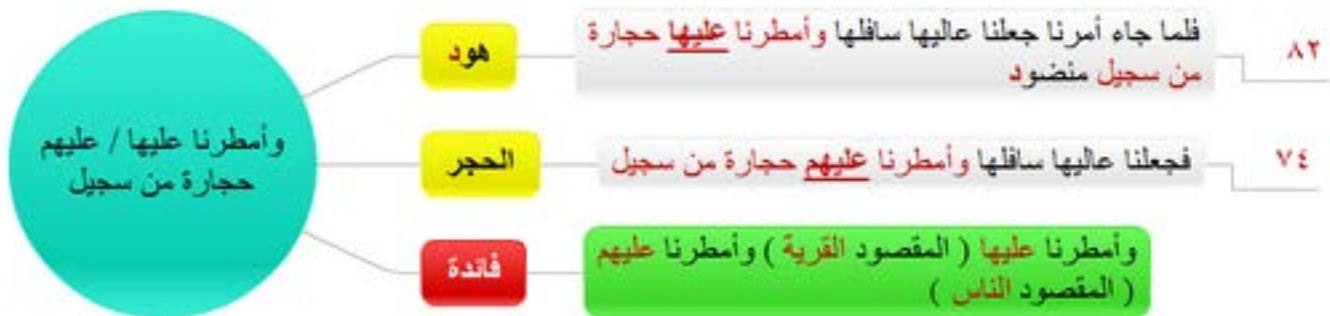 وأمطرنا عليها / عليهم
حجارة من سجيل
هود
فلما جاء أمرنا جعلنا عاليها سافلها وأمطرنا عليها حجارة
من سجيل منضود
٨٢
الحجر
فجعلنا عاليها سافلها وأمطرنا عليهم حجارة من سجيل
٧٤
فائدة
وأمطرنا عليها ( المقصود القرية ) وأمطرنا عليهم
( المقصود الناس )